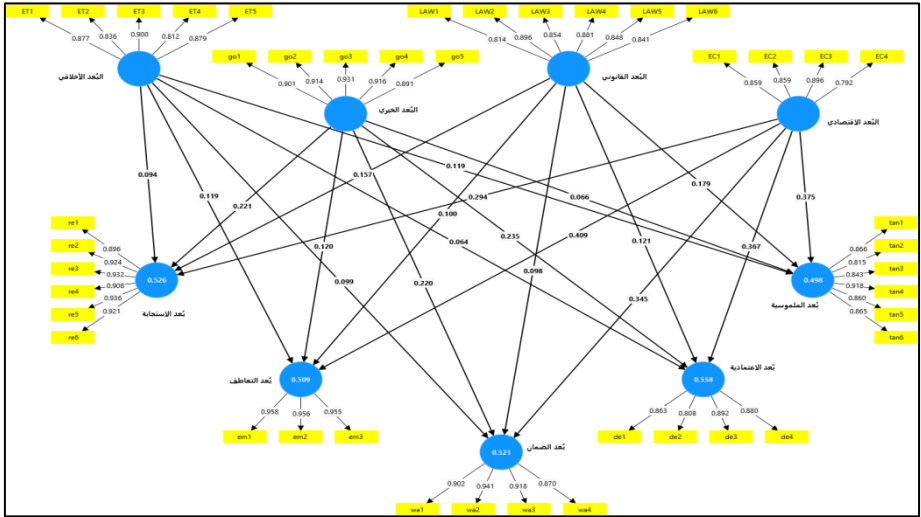 ET1 ET2 ET3 ET4 ET5
0.877 0.836 0.900 0.812 0.879
LAW1 LAW2 LAW3 LAW4 LAW5 LAW6
0.814 0.896 0.854 0.881 0.848 0.841
go1 go2 go3 go4 go5
0.901 0.914 0.931 0.916 0.891
EC1 EC2 EC3 EC4
0.859 0.859 0.896 0.792
البُعد الأخلاقي
البُعد الخيري
البُعد القانوني
البُعد الاقتصادي
0.094
0.119
0.221
0.157
0.119
0.294
0.066
0.179
0.375
0.100
0.120
0.099
0.064
0.235
0.220
0.409
0.098
0.121
0.367
0.345
re1
re2
re3
re4
re5
re6
0.896
0.924
0.932
0.908
0.936
0.921
0.526
بُعد الاستجابة
tan1
tan2
tan3
tan4
tan5
tan6
0.866
0.815
0.843
0.918
0.860
0.865
0.498
بُعد الملموسية
0.509
بُعد التعاطف
0.958 0.956 0.955
em1 em2 em3
0.558
بُعد الاعتمادية
0.863 0.808 0.892 0.880
de1 de2 de3 de4
0.521
بُعد الضمان
0.902 0.941 0.918 0.870
wa1 wa2 wa3 wa4